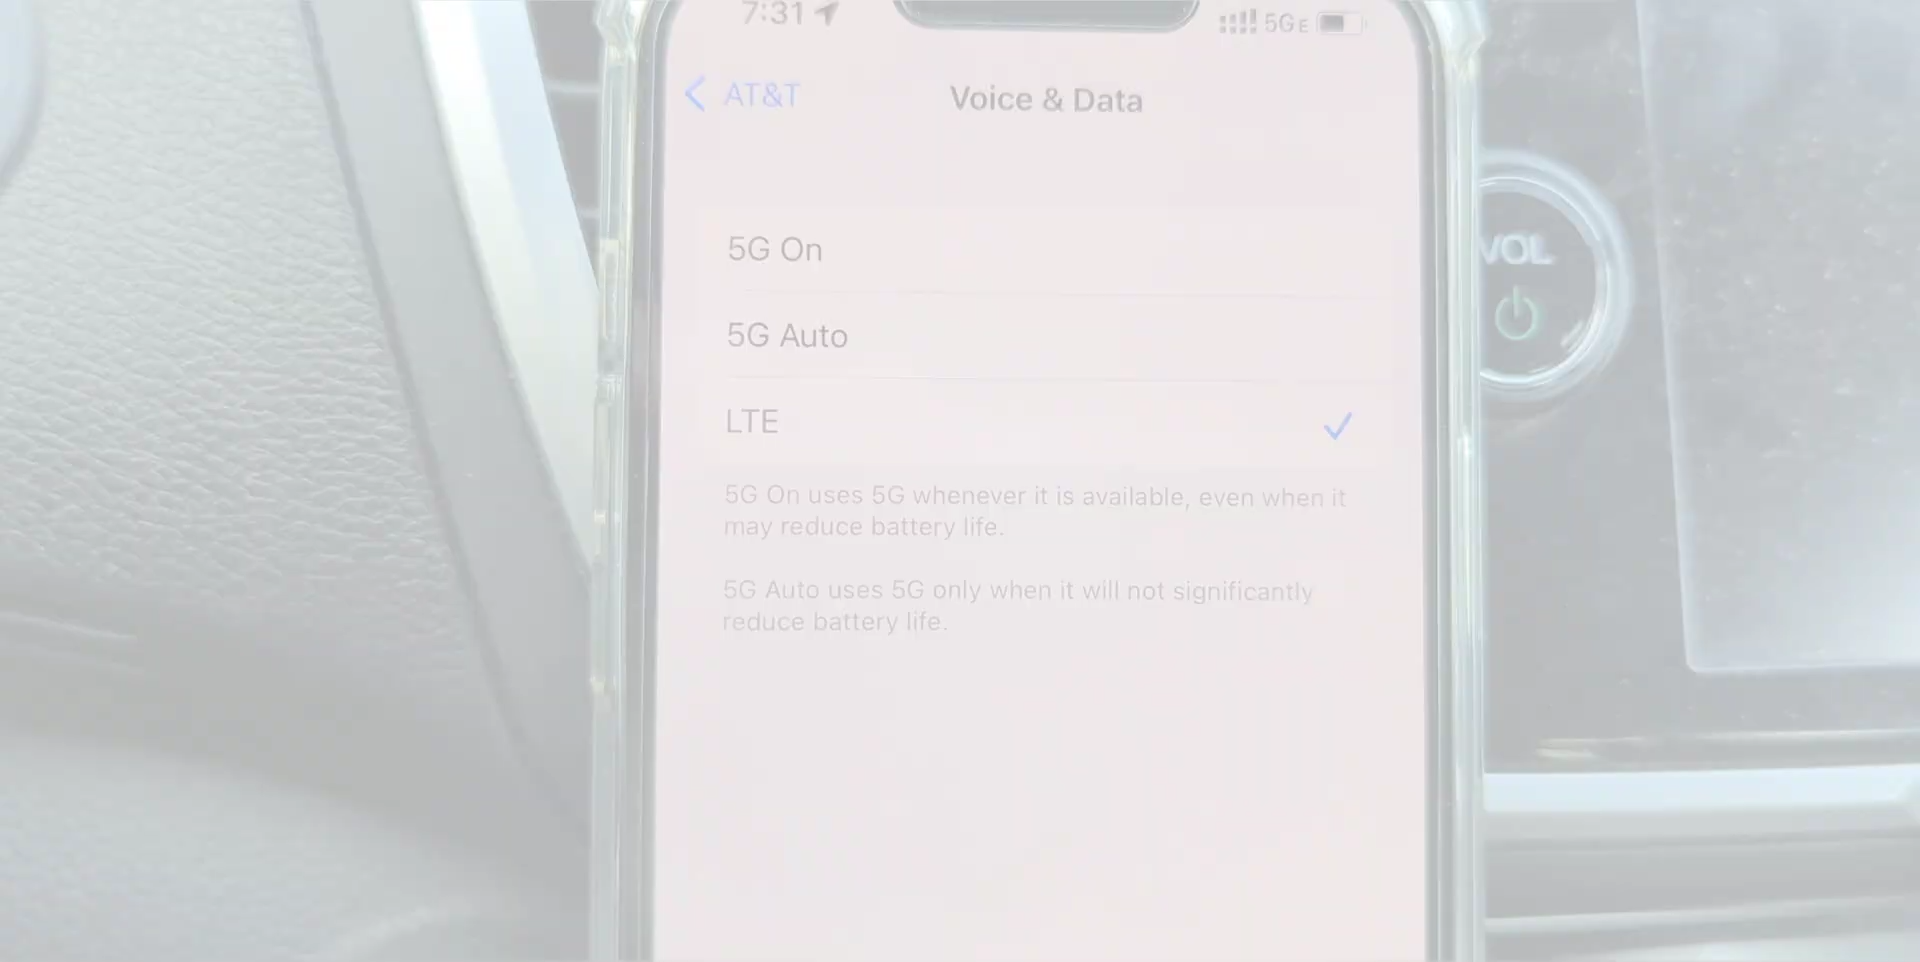 7:31
5GE
AT&T
Voice & Data
5G On
5G Auto
LTE
5G On uses 5G whenever it is available, even when it
may reduce battery life.
5G Auto uses 5G only when it will not significantly
reduce battery life.
VOL